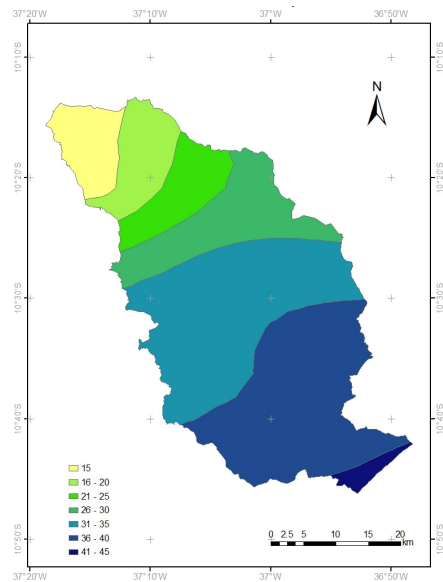 37°20'W 37°10'W 37°W 36°50'W
10°10'S 10°10'S
N
10°20'S 10°20'S
10°30'S 10°30'S
10°40'S 10°40'S
15
16 - 20
21 - 25
26 - 30
31 - 35
36 - 40
41 - 45
0 2.5 5 10 15 20
km
10°50'S 10°50'S
37°20'W 37°10'W 37°W 36°50'W